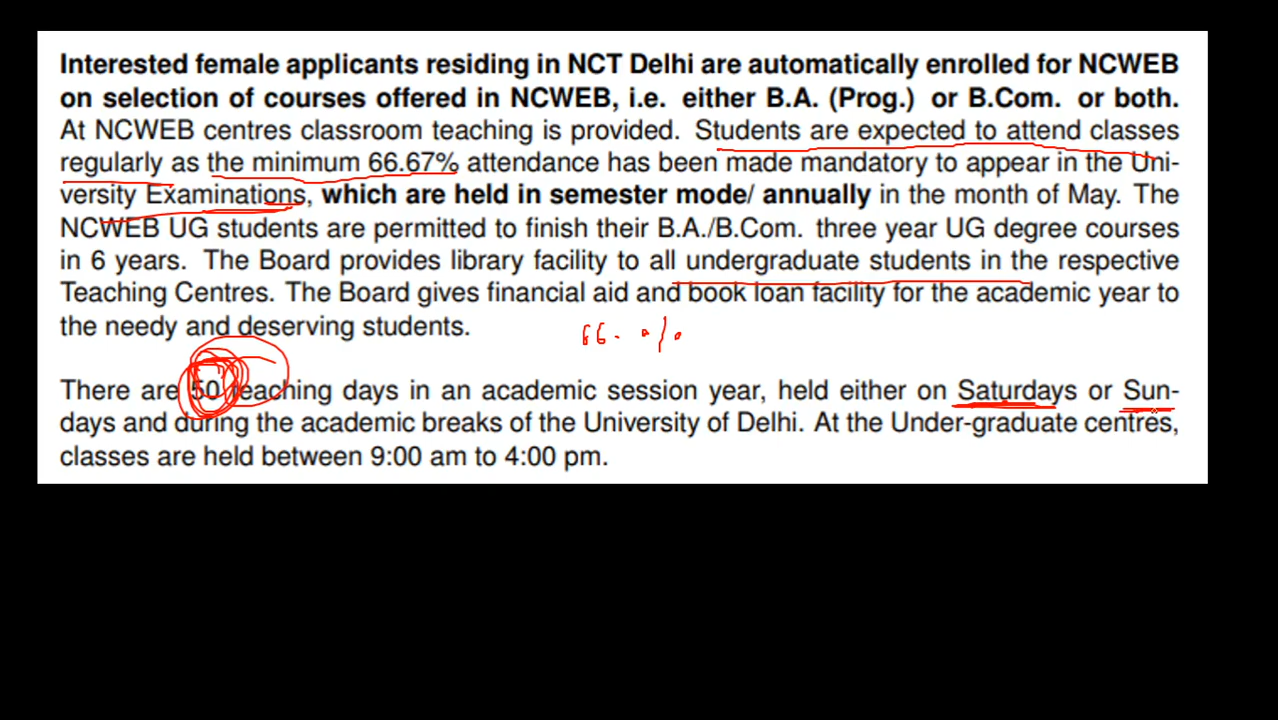 Interested female applicants residing in NCT Delhi are automatically enrolled for NCWEB
on selection of courses offered in NCWEB, i.e. either B.A. (Prog.) or B.Com. or both.
At NCWEB centres classroom teaching is provided. Students are expected to attend classes
regularly as the minimum 66.67% attendance has been made mandatory to appear in the Uni-
versity Examinations, which are held in semester mode/ annually in the month of May. The
NCWEB UG students are permitted to finish their B.A./B.Com. three year UG degree courses
in 6 years. The Board provides library facility to all undergraduate students in the respective
Teaching Centres. The Board gives financial aid and book loan facility for the academic year to
the needy and deserving students.
66. %
There are 50 teaching days in an academic session year, held either on Saturdays or Sun-
days and during the academic breaks of the University of Delhi. At the Under-graduate centres,
classes are held between 9:00 am to 4:00 pm.